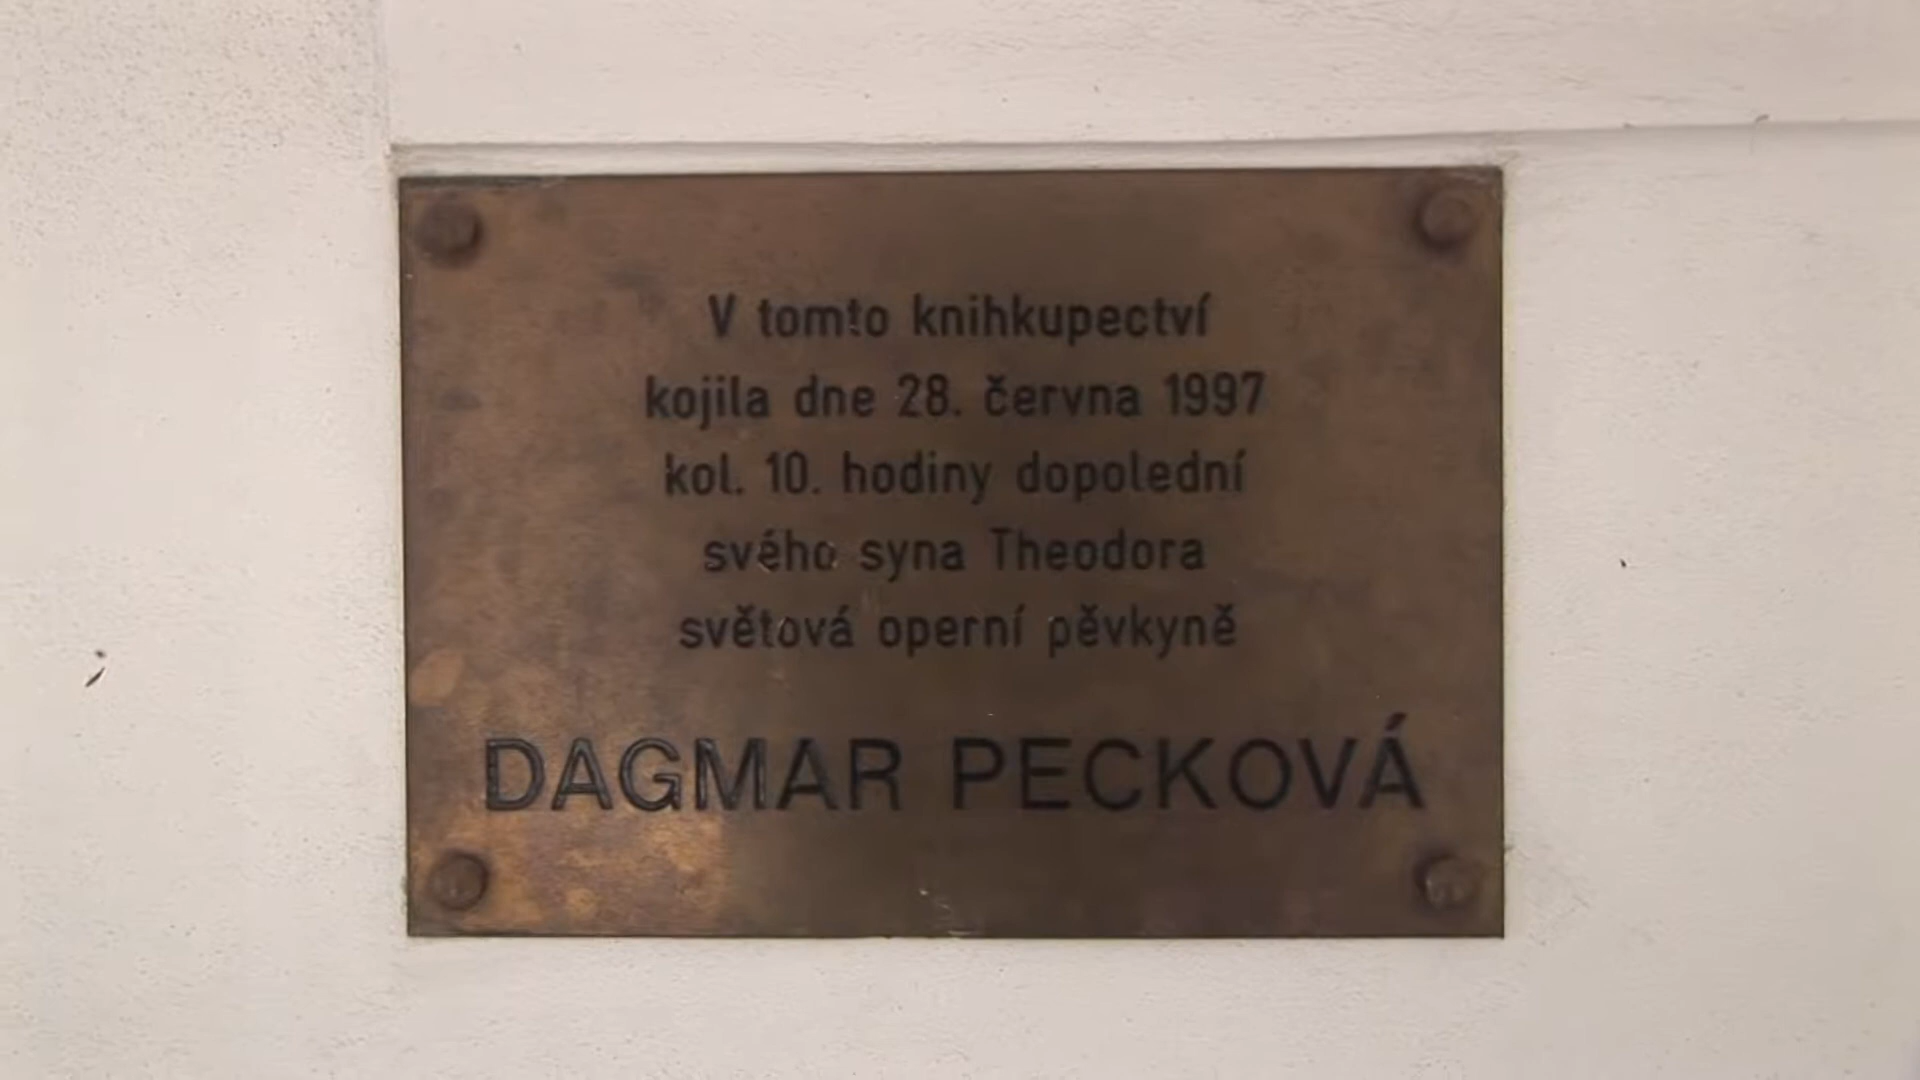 V tomto knihkupectví
kojila dne 28. června 1997
kol. 10. hodiny dopolední
svého syna Theodora
světová operní pěvkyně
DAGMAR PECKOVÁ